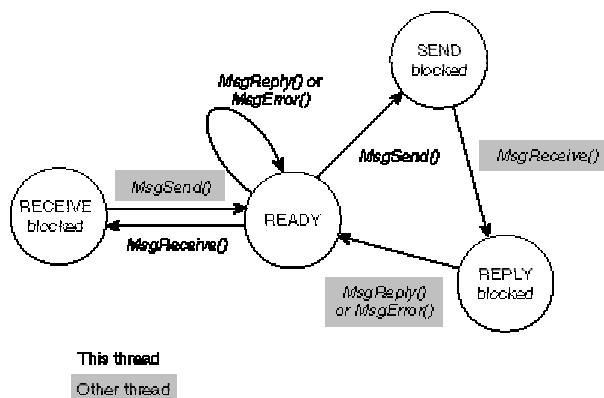 SEND
blocked
MsgReply() or
MsgError()
MsgSend()
MsgReceive()
MsgSend()
RECEIVE
blocked
READY
MsgReceive()
REPLY
blocked
MsgReply()
or MsgError()
This thread
Other thread